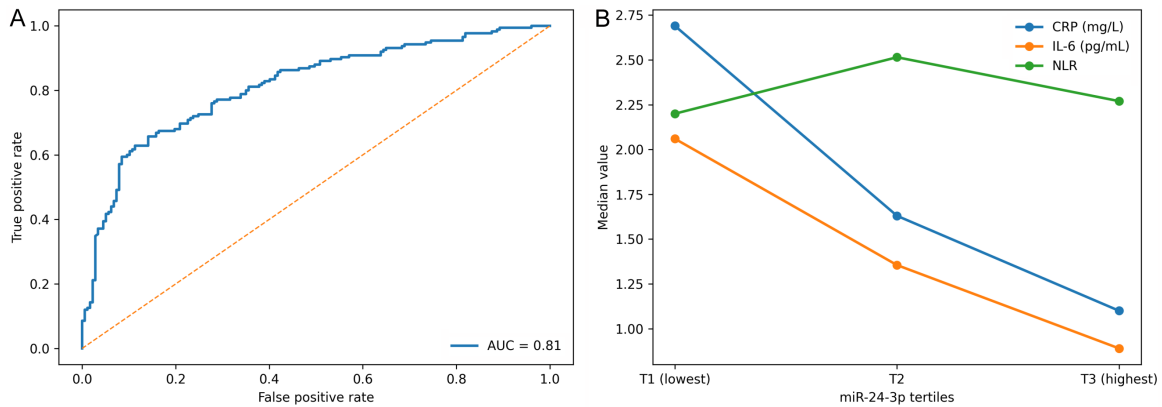 A
1.0
0.8
0.6
0.4
0.2
0.0
True positive rate
0.0 0.2 0.4 0.6 0.8 1.0
False positive rate
AUC = 0.81
B
2.75
2.50
2.25
2.00
1.75
1.50
1.25
1.00
Median value
CRP (mg/L)
IL-6 (pg/mL)
NLR
T1 (lowest) T2 T3 (highest)
miR-24-3p tertiles